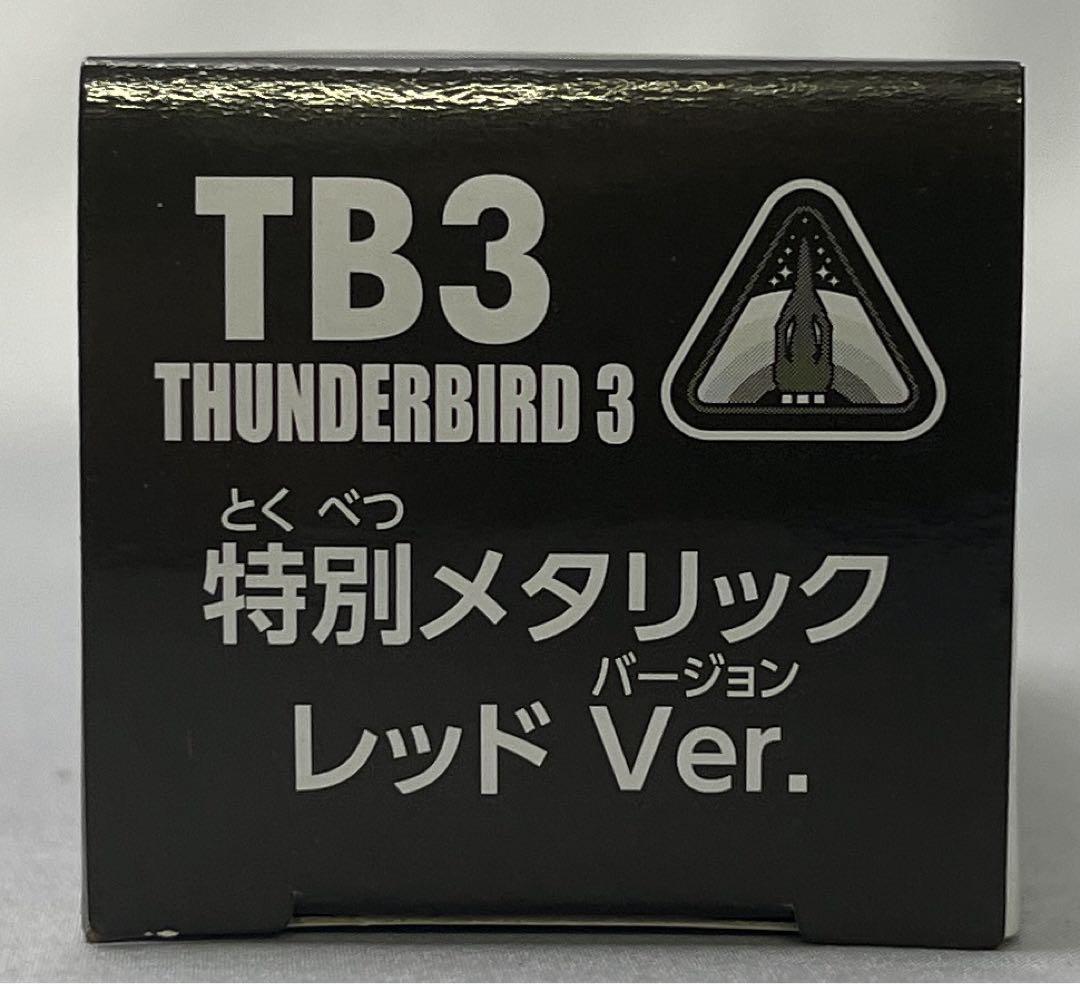 TB3
THUNDERBIRD 3
とくべつ
特別メタリック
バージョン
レッド Ver.